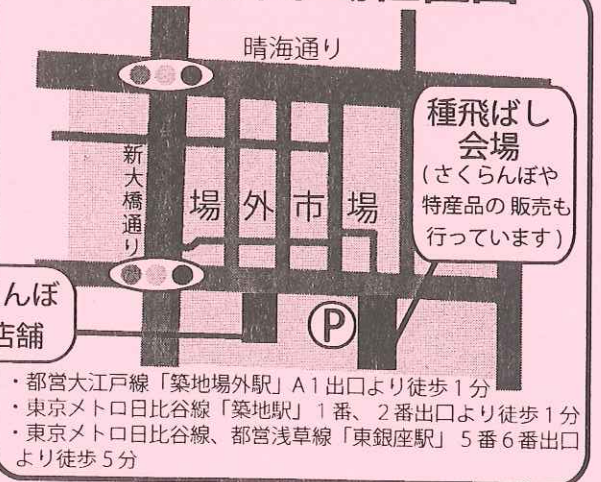 晴海通り
種飛ばし
会場
(さくらんぼや
特産品の販売も
行っています)
新大橋通り
場外市場
んぼ
店舗
P
・都営大江戸線「築地場外駅」A1出口より徒歩1分
・東京メトロ日比谷線「築地駅」1番、2番出口より徒歩1分
・東京メトロ日比谷線、都営浅草線「東銀座駅」5番6番出口
より徒歩5分